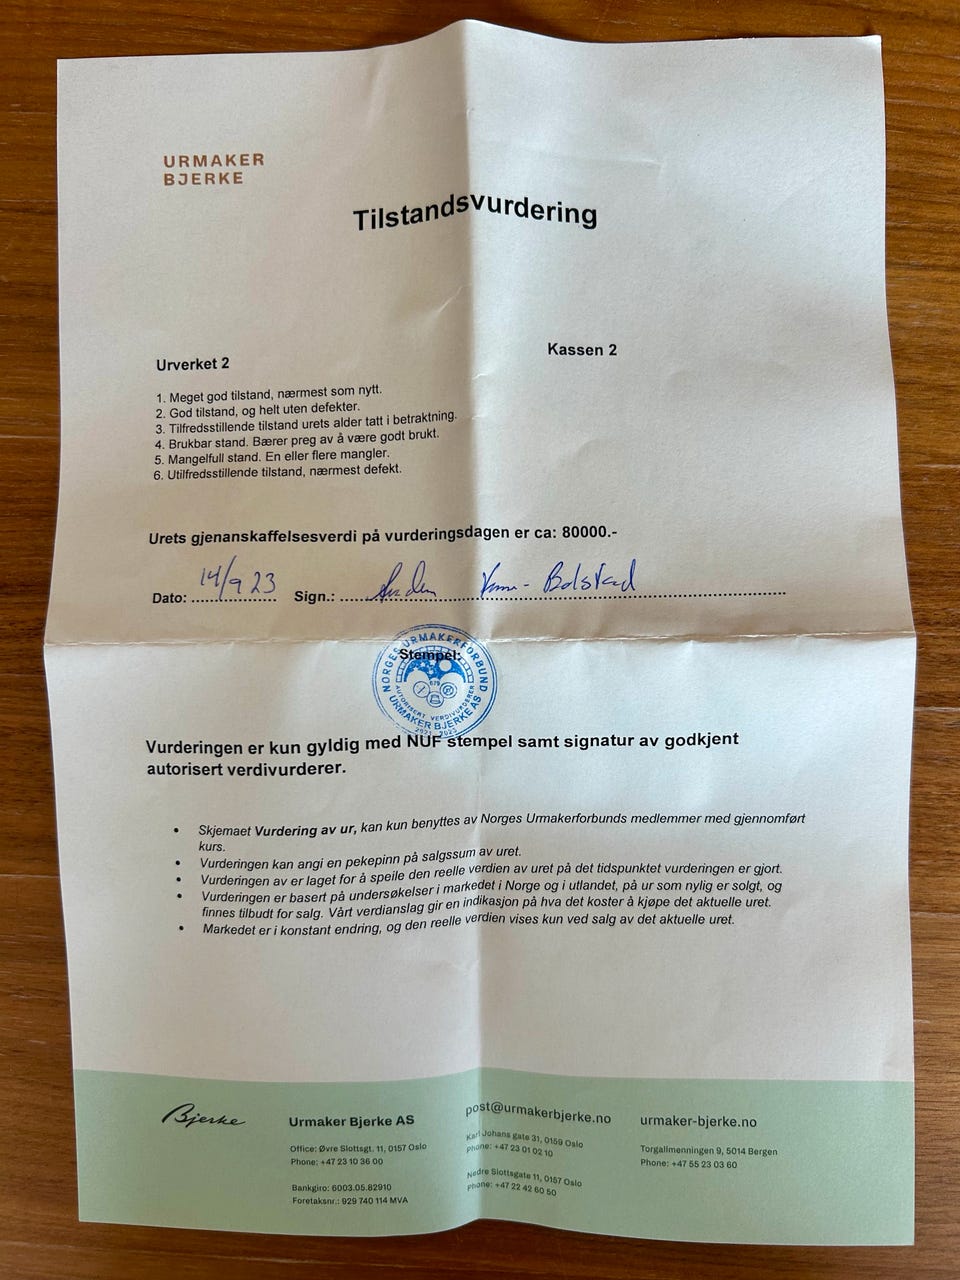 URMAKER
BJERKE
Tilstandsvurdering
Urverket 2
Kassen 2
1. Meget god tilstand, nærmest som nytt.
2. God tilstand, og helt uten defekter.
3. Tilfredsstillende tilstand urets alder tatt i betraktning.
4. Brukbar stand. Bærer preg av å være godt brukt.
5. Mangelfull stand. En eller flere mangler.
6. Utilfredsstillende tilstand, nærmest defekt.
Urets gjenanskaffelsesverdi på vurderingsdagen er ca: 80000.-
Dato: 14/9 23 Sign.: Bolstad
Stempel:
NORGES URMAKERFORBUND
679
AUTORISERT VERDIVURDERER
URMAKER BJERKE AS
Vurderingen er kun gyldig med NUF stempel samt signatur av godkjent
autorisert verdivurderer.
• Skjemaet Vurdering av ur, kan kun benyttes av Norges Urmakerforbunds medlemmer med gjennomført
kurs.
• Vurderingen kan angi en pekepinn på salgssum av uret.
• Vurderingen av er laget for å speile den reelle verdien av uret på det tidspunktet vurderingen er gjort.
• Vurderingen er basert på undersøkelser i markedet i Norge og i utlandet, på ur som nylig er solgt, og
finnes tilbudt for salg. Vårt verdianslag gir en indikasjon på hva det koster å kjøpe det aktuelle uret.
• Markedet er i konstant endring, og den reelle verdien vises kun ved salg av det aktuelle uret.
Bjerke
Urmaker Bjerke AS
Office: Øvre Slottsgt. 11, 0157 Oslo
Phone: +47 23 10 36 00
Bankgiro: 6003.05.82910
Foretaksnr.: 929 740 114 MVA
post@urmakerbjerke.no
Karl Johans gate 31, 0159 Oslo
Phone: +47 23 01 02 10
Nedre Slottsgate 11, 0157 Oslo
Phone: +47 22 42 60 50
urmaker-bjerke.no
Torgallmenningen 9, 5014 Bergen
Phone: +47 55 23 03 60